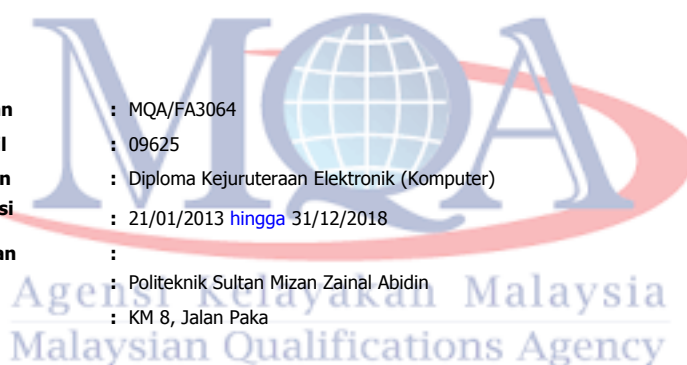 MQA
an : MQA/FA3064
l : 09625
n : Diploma Kejuruteraan Elektronik (Komputer)
si : 21/01/2013 hingga 31/12/2018
an :
: Politeknik Sultan Mizan Zainal Abidin
: KM 8, Jalan Paka
Agensi Kelayakan Malaysia
Malaysian Qualifications Agency